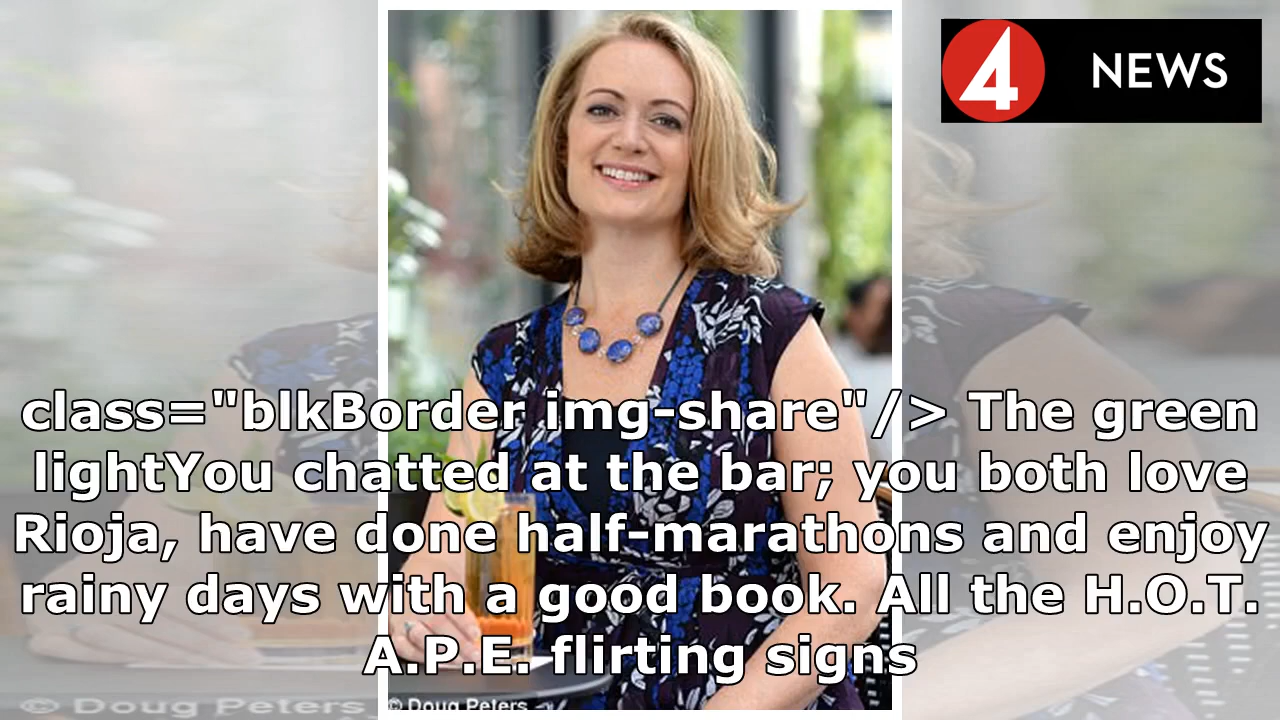 4 NEWS
class="blkBorder img-share"/> The green
lightYou chatted at the bar; you both love
Rioja, have done half-marathons and enjoy
rainy days with a good book. All the H.O.T.
A.P.E. flirting signs
© Doug Peters
© Doug Peters -